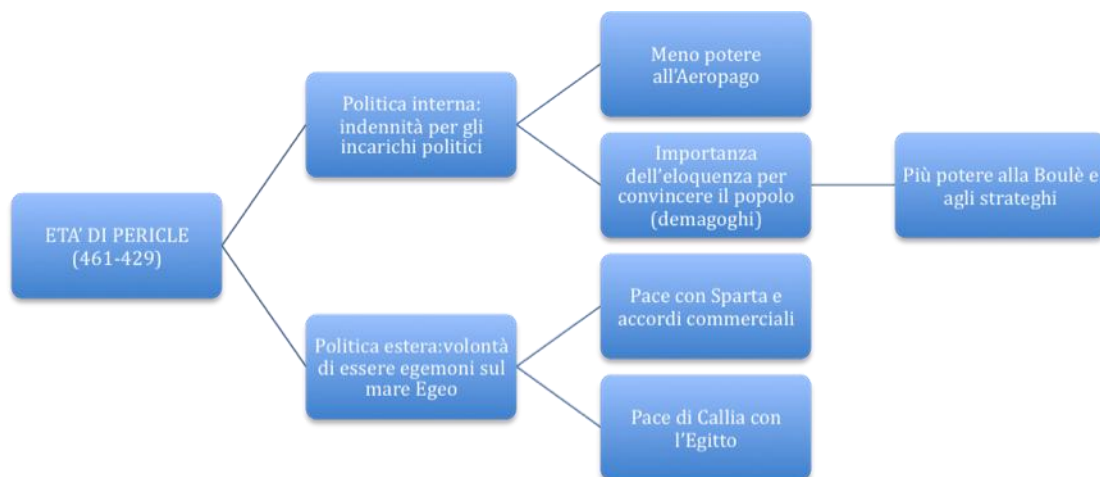 ETA' DI PERICLE
(461-429)
Politica interna:
indennità per gli
incarichi politici
Meno potere
all'Aeropago
Importanza
dell'eloquenza per
convincere il popolo
(demagoghi)
Più potere alla Boulè e
agli strateghi
Politica estera:volontà
di essere egemoni sul
mare Egeo
Pace con Sparta e
accordi commerciali
Pace di Callia con
l'Egitto